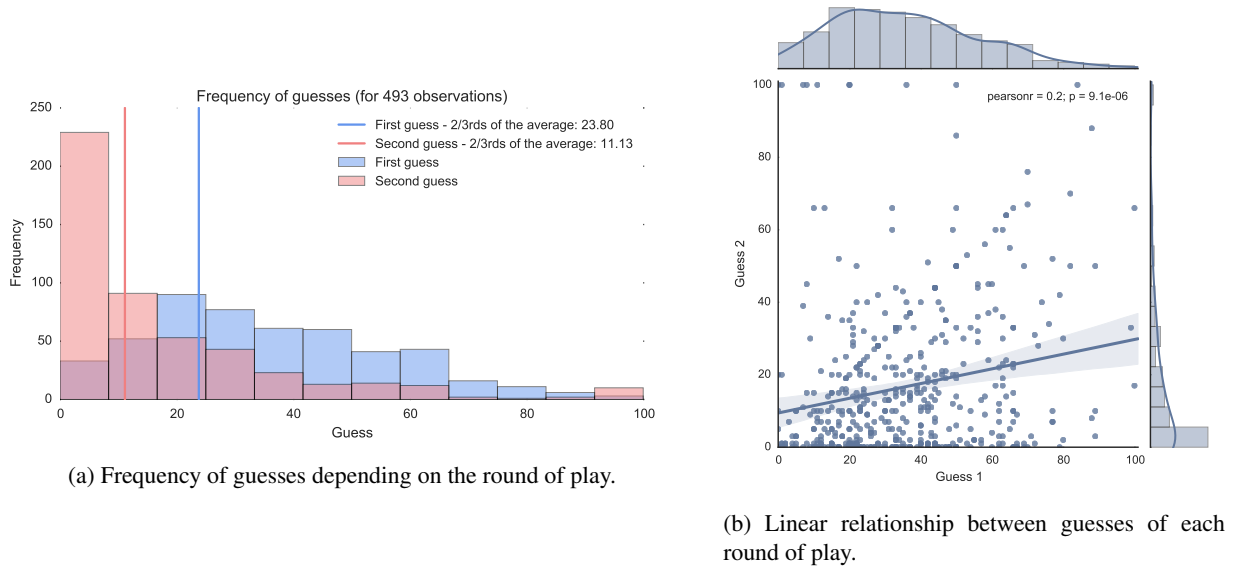 Frequency of guesses (for 493 observations)
250
200
150
100
50
0
Frequency
First guess - 2/3rds of the average: 23.80
Second guess - 2/3rds of the average: 11.13
First guess
Second guess
0 20 40 60 80 100
Guess
(a) Frequency of guesses depending on the round of play.
pearsonr = 0.2; p = 9.1e-06
100
80
60
40
20
0
Guess 2
0 20 40 60 80 100
Guess 1
(b) Linear relationship between guesses of each
round of play.